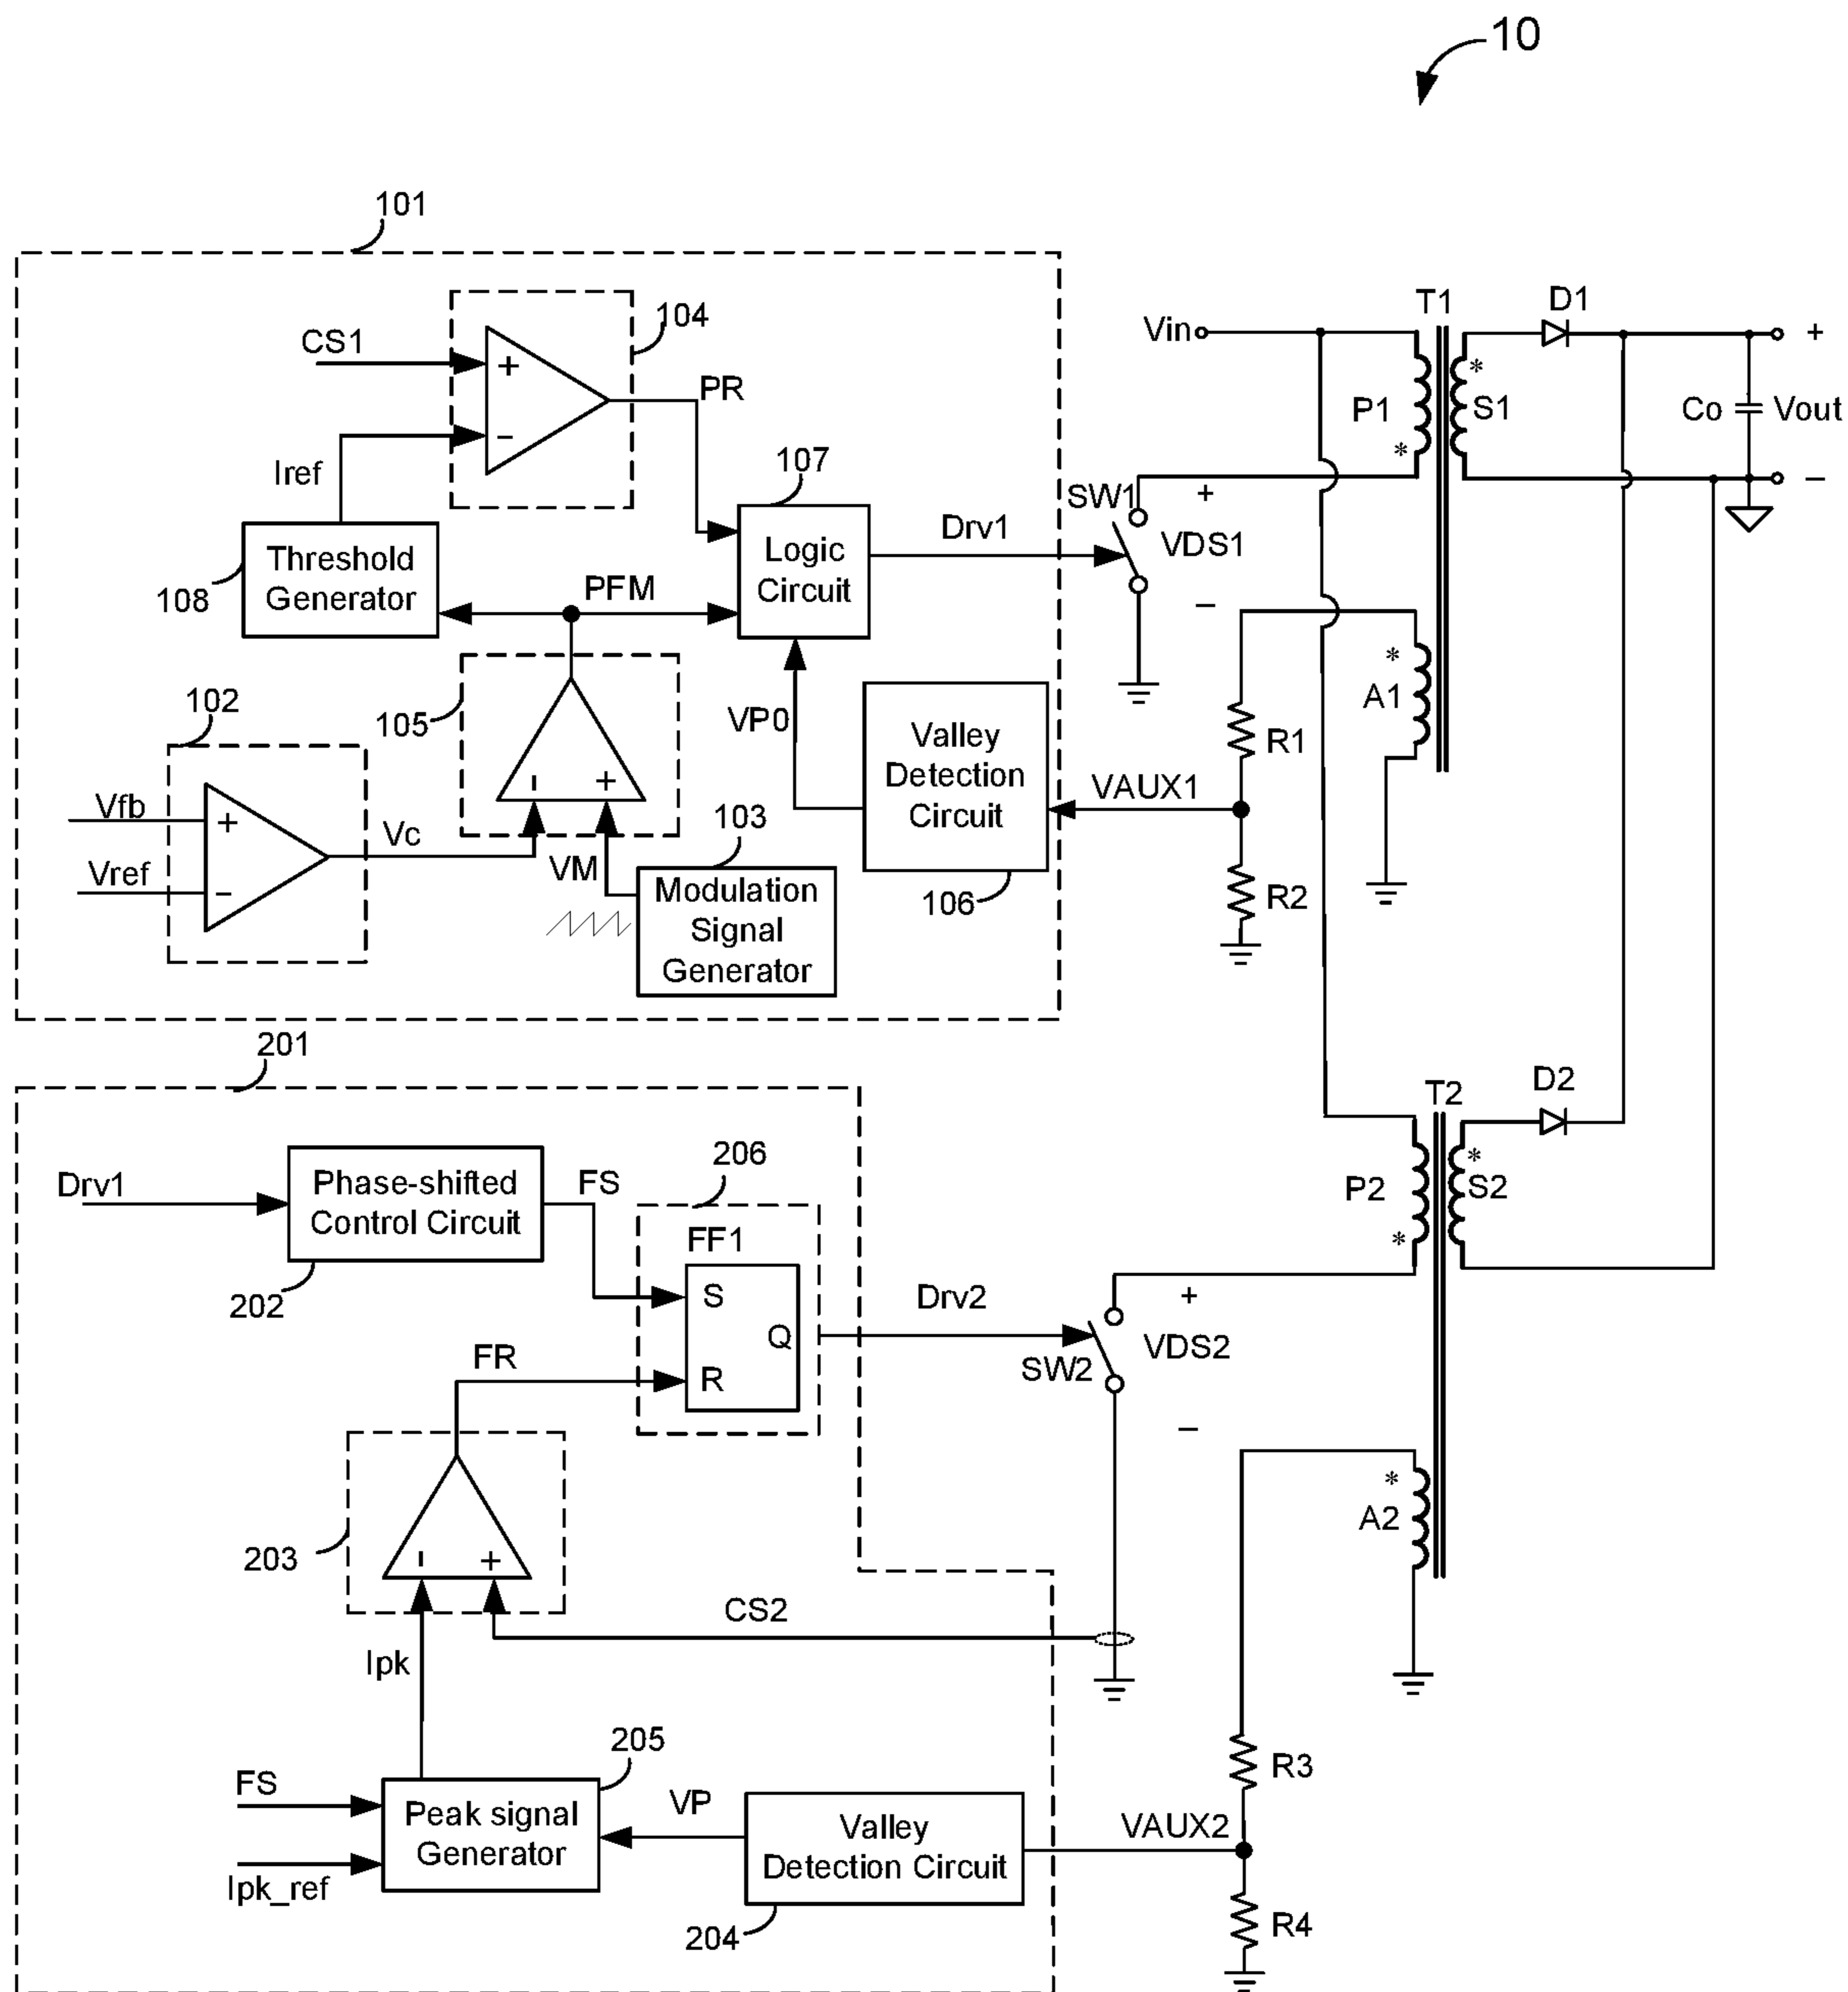 10
101
CS1
+
−
104
PR
Iref
107
Threshold
Generator
108
PFM
Logic
Circuit
Drv1
SW1
+
VDS1
−
Vin
T1
D1
P1
*
*
S1
Co
Vout
+
−
102
105
VP0
Valley
Detection
Circuit
106
VAUX1
R1
R2
*
A1
Vfb
Vref
+
−
Vc
-
+
VM
103
Modulation
Signal
Generator
201
Drv1
Phase-shifted
Control Circuit
202
FS
206
FF1
S
R
Q
FR
Drv2
SW2
+
VDS2
−
T2
D2
P2
*
*
S2
203
-
+
CS2
Ipk
*
A2
205
FS
Ipk_ref
Peak signal
Generator
VP
Valley
Detection Circuit
204
VAUX2
R3
R4